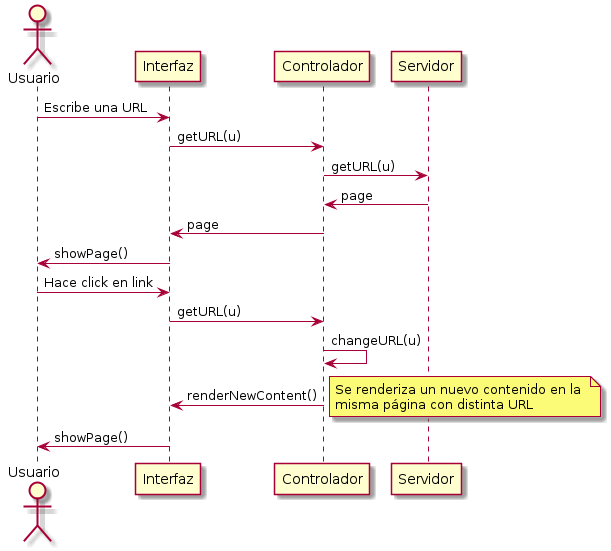 Usuario
Interfaz
Controlador
Servidor
Escribe una URL
getURL(u)
getURL(u)
page
page
showPage()
Hace click en link
getURL(u)
changeURL(u)
renderNewContent()
Se renderiza un nuevo contenido en la
misma página con distinta URL
showPage()
Usuario
Interfaz
Controlador
Servidor